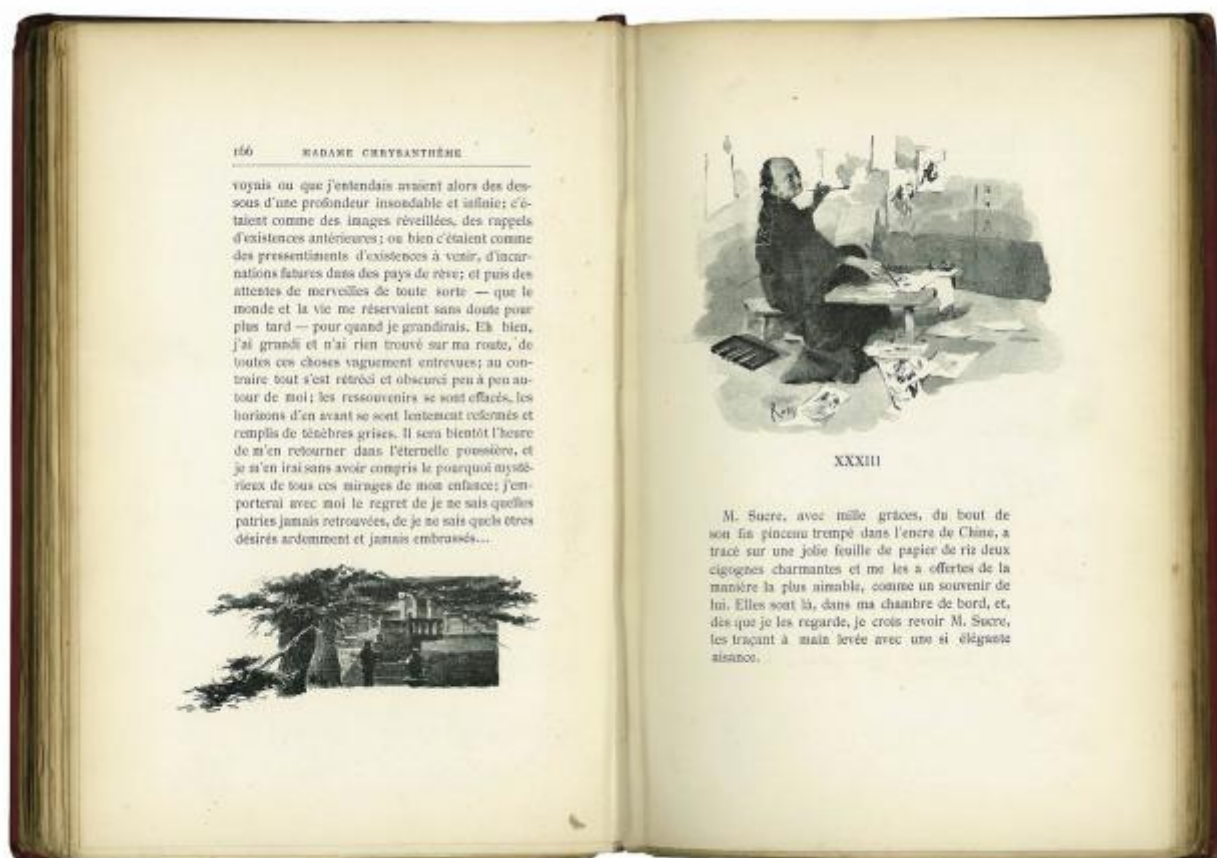 166 MADAME CHRYSANTHÈME
voyais ou que j'entendais avaient alors des des-
sous d'une profondeur insondable et infinie; c'é-
taient comme des images réveillées, des rappels
d'existences antérieures; ou bien c'étaient comme
des pressentiments d'existences à venir, d'incar-
nations futures dans des pays de rêve; et puis des
attentes de merveilles de toute sorte — que le
monde et la vie me réservaient sans doute pour
plus tard — pour quand je grandirais. Eh bien,
j'ai grandi et n'ai rien trouvé sur ma route, de
toutes ces choses vaguement entrevues; au con-
traire tout s'est rétréci et obscurci peu à peu au-
tour de moi; les ressouvenirs se sont effacés, les
horizons d'en avant se sont lentement refermés et
remplis de ténèbres grises. Il sera bientôt l'heure
de m'en retourner dans l'éternelle poussière, et
je m'en irai sans avoir compris le pourquoi mysté-
rieux de tous ces mirages de mon enfance; j'em-
porterai avec moi le regret de je ne sais quelles
patries jamais retrouvées, de je ne sais quels êtres
désirés ardemment et jamais embrassés...
Rossi
XXXIII
M. Sucre, avec mille grâces, du bout de
son fin pinceau trempé dans l'encre de Chine, a
tracé sur une jolie feuille de papier de riz deux
cigognes charmantes et me les a offertes de la
manière la plus aimable, comme un souvenir de
lui. Elles sont là, dans ma chambre de bord, et,
dès que je les regarde, je crois revoir M. Sucre,
les traçant à main levée avec une si élégante
aisance.